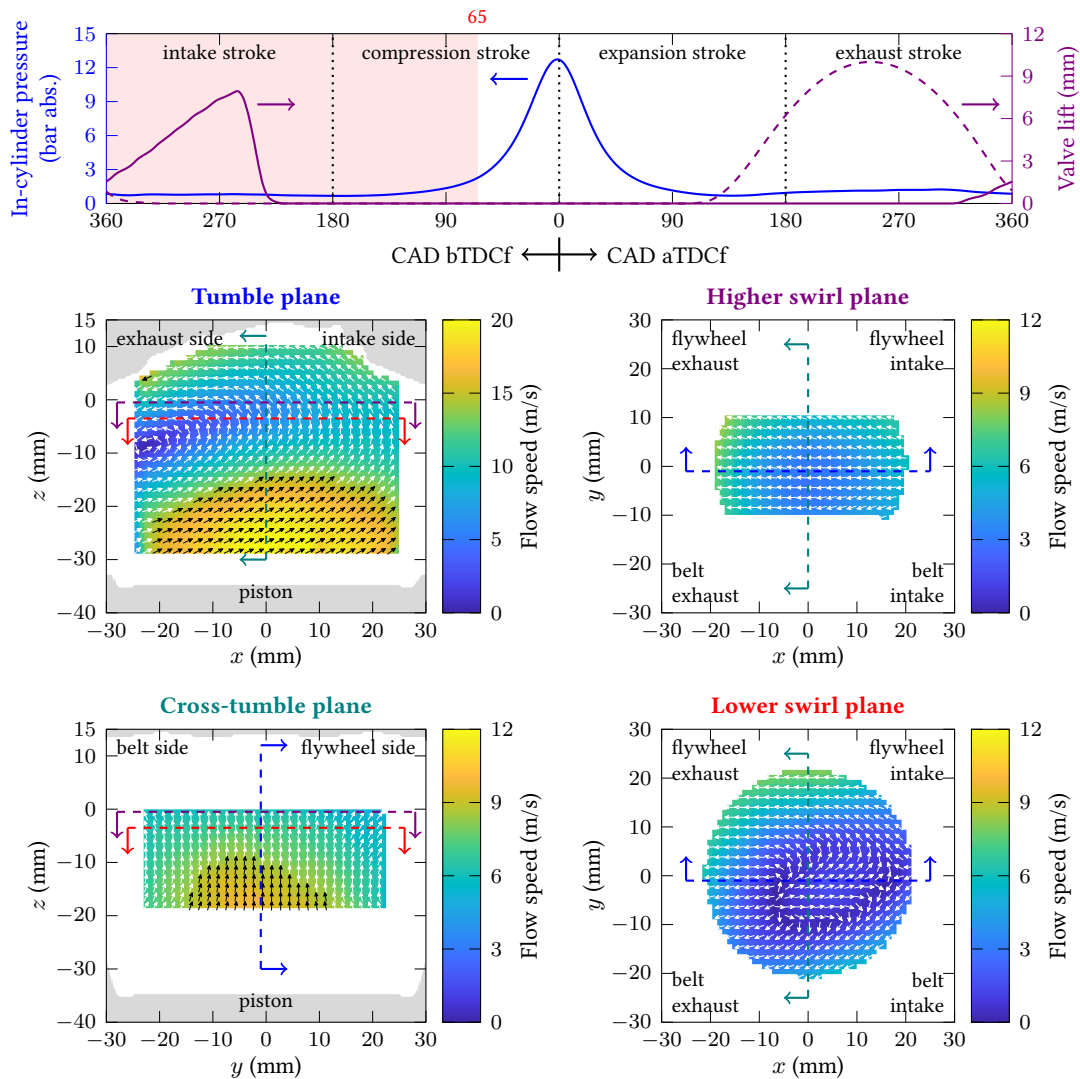 65
In-cylinder pressure
(bar abs.)
15
12
9
6
3
0
intake stroke
compression stroke
expansion stroke
exhaust stroke
12
9
6
3
0
Valve lift (mm)
360 270 180 90 0 90 180 270 360
CAD bTDCf CAD aTDCf
Tumble plane
exhaust side
intake side
piston
z (mm)
15
10
0
−10
−20
−30
−40
−30 −20 −10 0 10 20 30
x (mm)
20
15
10
5
0
Flow speed (m/s)
Higher swirl plane
flywheel
exhaust
flywheel
intake
belt
exhaust
belt
intake
y (mm)
30
20
10
0
−10
−20
−30
−30 −20 −10 0 10 20 30
x (mm)
12
9
6
3
0
Flow speed (m/s)
Cross-tumble plane
belt side
flywheel side
piston
z (mm)
15
10
0
−10
−20
−30
−40
−30 −20 −10 0 10 20 30
y (mm)
12
9
6
3
0
Flow speed (m/s)
Lower swirl plane
flywheel
exhaust
flywheel
intake
belt
exhaust
belt
intake
y (mm)
30
20
10
0
−10
−20
−30
−30 −20 −10 0 10 20 30
x (mm)
12
9
6
3
0
Flow speed (m/s)